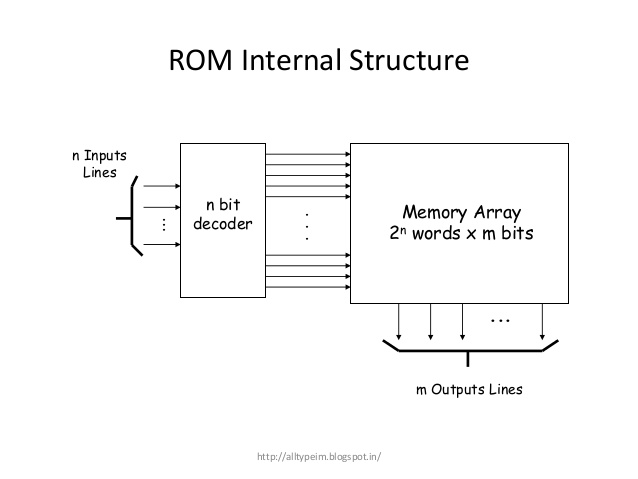 ROM Internal Structure
n Inputs
Lines
n bit
decoder
Memory Array
2ⁿ words x m bits
m Outputs Lines
http://alltypeim.blogspot.in/